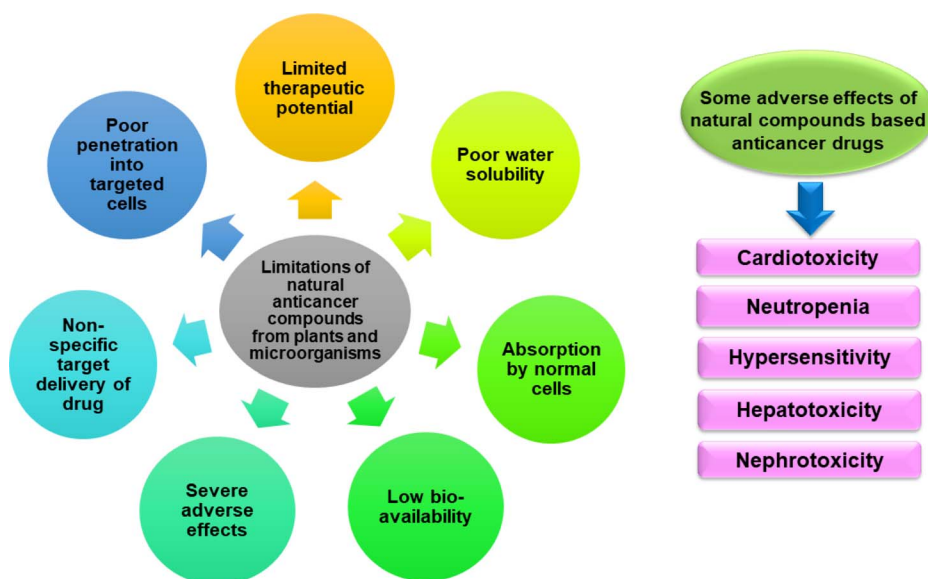 Limited
therapeutic
potential
Poor water
solubility
Absorption
by normal
cells
Low bio-
availability
Severe
adverse
effects
Non-
specific
target
delivery of
drug
Poor
penetration
into
targeted
cells
Limitations of
natural
anticancer
compounds
from plants and
microorganisms
Some adverse effects of
natural compounds based
anticancer drugs
Cardiotoxicity
Neutropenia
Hypersensitivity
Hepatotoxicity
Nephrotoxicity